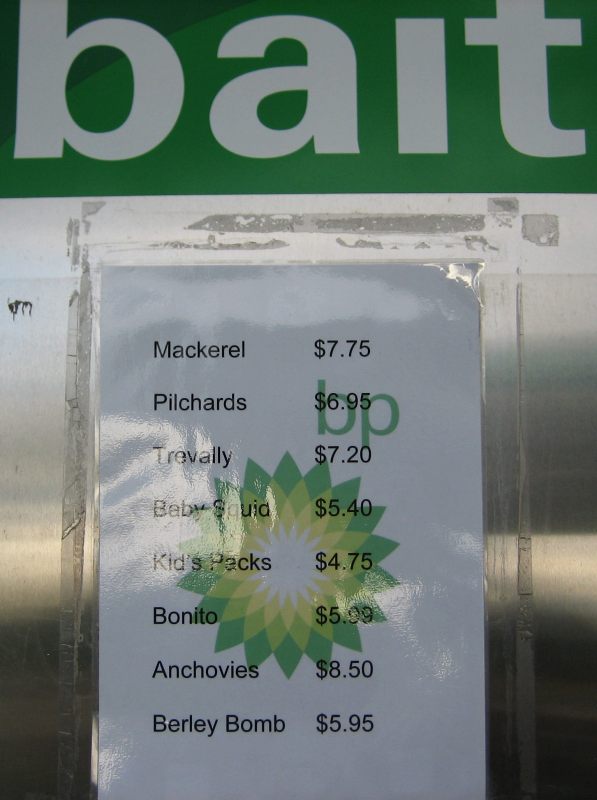 bait
bp
Mackerel $7.75
Pilchards $6.95
Trevally $7.20
Baby Squid $5.40
Kid's Packs $4.75
Bonito $5.99
Anchovies $8.50
Berley Bomb $5.95